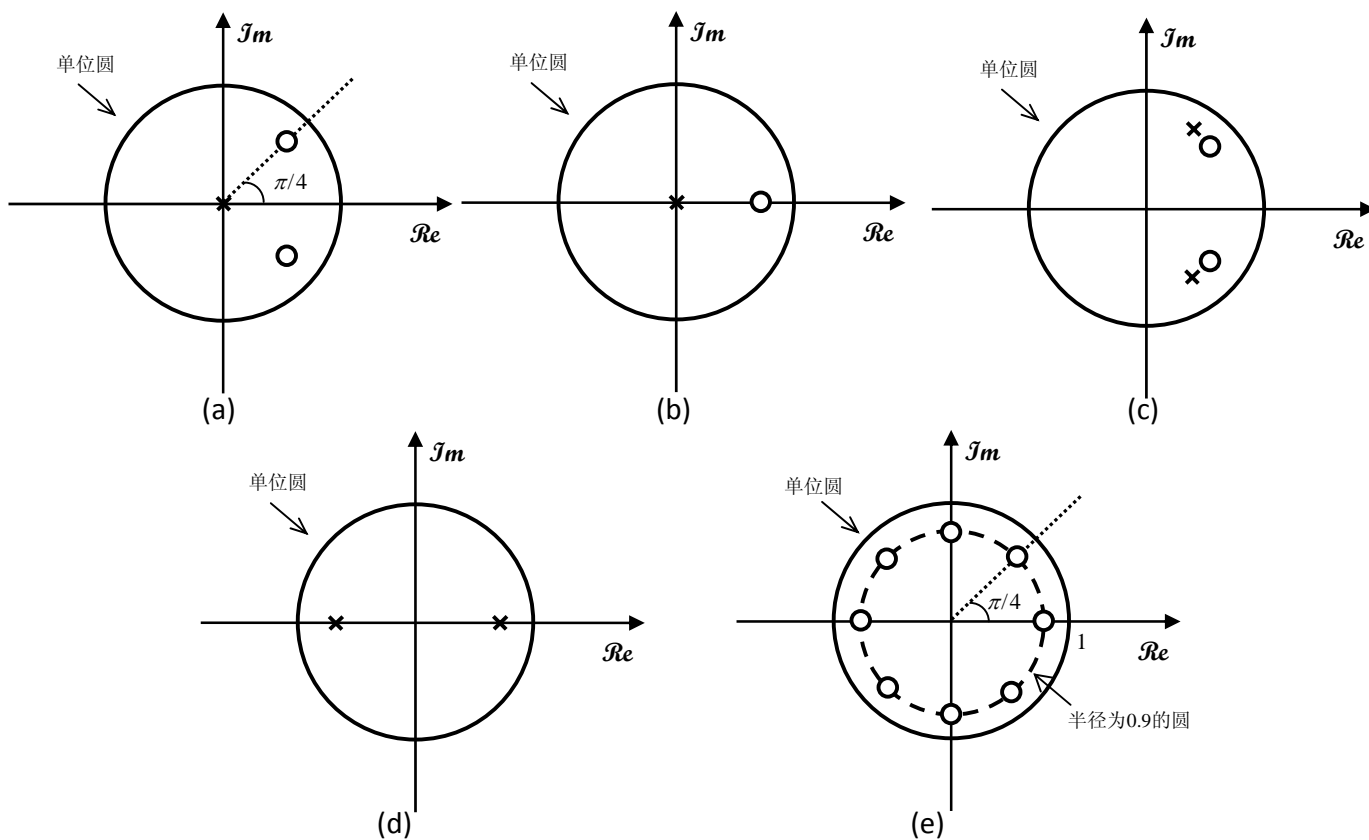 ℐm
单位圆
π/4
ℛe
(a)
ℐm
单位圆
ℛe
(b)
ℐm
单位圆
ℛe
(c)
ℐm
单位圆
ℛe
(d)
ℐm
单位圆
π/4
1
ℛe
半径为0.9的圆
(e)